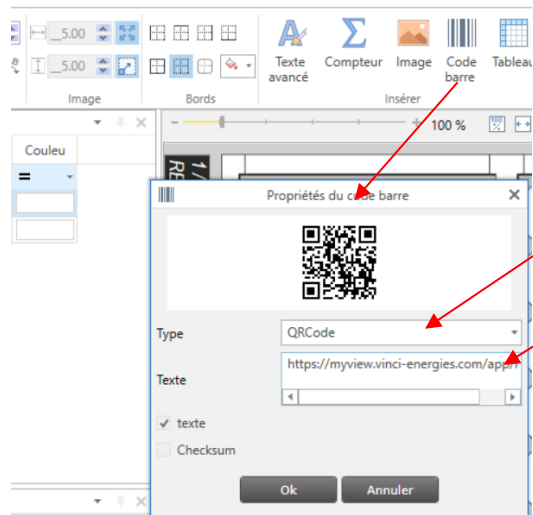 5.00
5.00
Texte avancé
Compteur
Image
Code barre
Tableau
Image
Bords
Insérer
100 %
Couleu
=
Propriétés du code barre
Type
QRCode
Texte
https://myview.vinci-energies.com/app/
texte
Checksum
Ok
Annuler